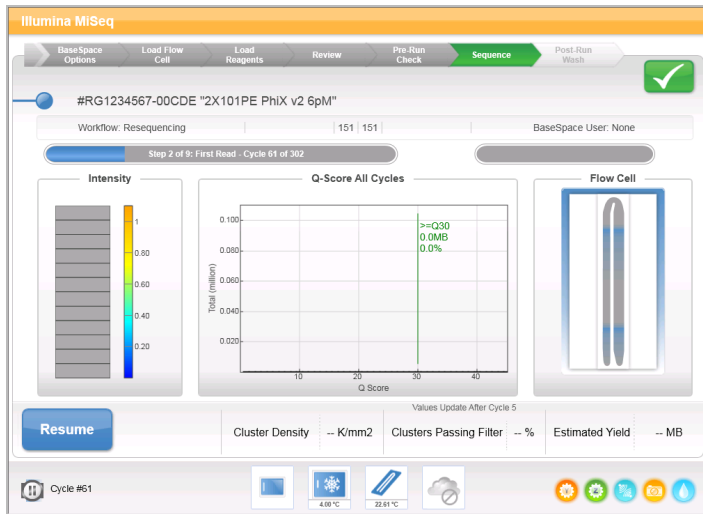 Illumina MiSeq
BaseSpace Options
Load Flow Cell
Load Reagents
Review
Pre-Run Check
Sequence
Post-Run Wash
#RG1234567-00CDE "2X101PE PhiX v2 6pM"
Workflow: Resequencing | 151 | 151 | BaseSpace User: None
Step 2 of 9: First Read - Cycle 61 of 302
Intensity
1
0.80
0.60
0.40
0.20
Q-Score All Cycles
Total (million)
0.100
0.080
0.060
0.040
0.020
>=Q30
0.0MB
0.0%
10 20 30 40
Q Score
Flow Cell
Values Update After Cycle 5
Resume
Cluster Density -- K/mm2
Clusters Passing Filter -- %
Estimated Yield -- MB
Cycle #61
4.00 °C
22.61 °C